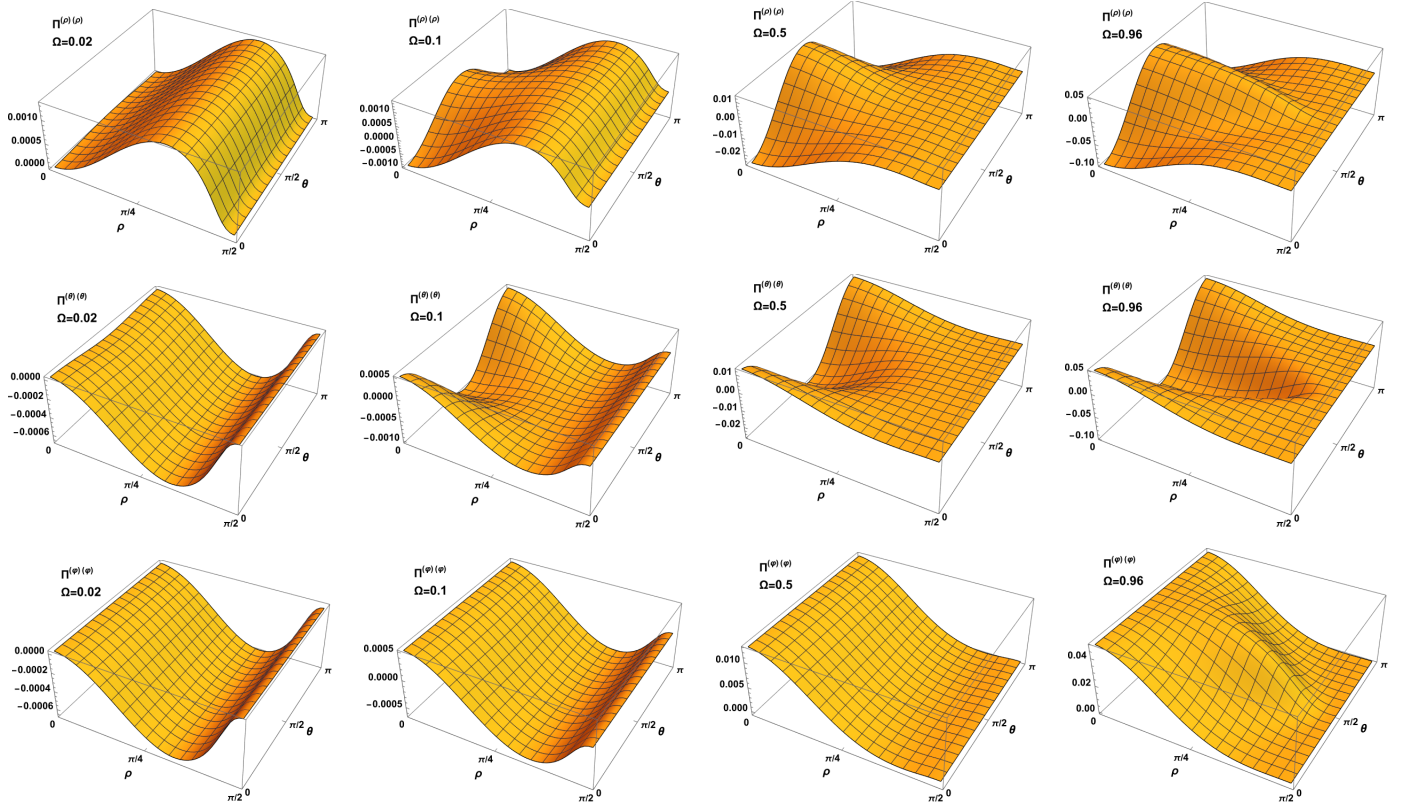 Π(ρ)(ρ)
Ω=0.02
0.0010
0.0005
0.0000
0
π/4
ρ
π/2
0
π/2
θ
π
Π(ρ)(ρ)
Ω=0.1
0.0010
0.0005
0.0000
−0.0005
−0.0010
0
π/4
ρ
π/2
0
π/2
θ
π
Π(ρ)(ρ)
Ω=0.5
0.01
0.00
−0.01
−0.02
0
π/4
ρ
π/2
0
π/2
θ
π
Π(ρ)(ρ)
Ω=0.96
0.05
0.00
−0.05
−0.10
0
π/4
ρ
π/2
0
π/2
θ
π
Π(θ)(θ)
Ω=0.02
0.0000
−0.0002
−0.0004
−0.0006
0
π/4
ρ
π/2
0
π/2
θ
π
Π(θ)(θ)
Ω=0.1
0.0005
0.0000
−0.0005
−0.0010
0
π/4
ρ
π/2
0
π/2
θ
π
Π(θ)(θ)
Ω=0.5
0.01
0.00
−0.01
−0.02
0
π/4
ρ
π/2
0
π/2
θ
π
Π(θ)(θ)
Ω=0.96
0.05
0.00
−0.05
−0.10
0
π/4
ρ
π/2
0
π/2
θ
π
Π(φ)(φ)
Ω=0.02
0.0000
−0.0002
−0.0004
−0.0006
0
π/4
ρ
π/2
0
π/2
θ
π
Π(φ)(φ)
Ω=0.1
0.0005
0.0000
−0.0005
0
π/4
ρ
π/2
0
π/2
θ
π
Π(φ)(φ)
Ω=0.5
0.010
0.005
0.000
0
π/4
ρ
π/2
0
π/2
θ
π
Π(φ)(φ)
Ω=0.96
0.04
0.02
0.00
0
π/4
ρ
π/2
0
π/2
θ
π